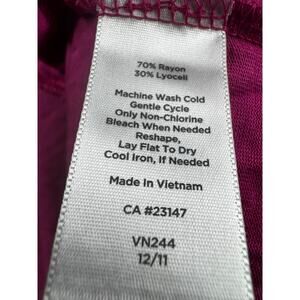 70% Rayon
30% Lyocell
Machine Wash Cold
Gentle Cycle
Only Non-Chlorine
Bleach When Needed
Reshape,
Lay Flat To Dry
Cool Iron, If Needed
Made In Vietnam
CA #23147
VN244
12/11